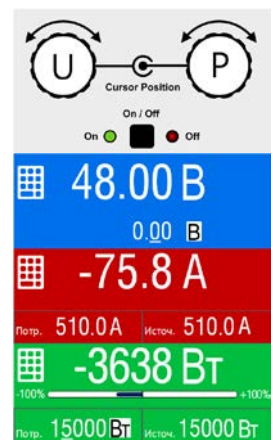 U P
Cursor Position
On / Off
On Off
48.00 В
0.00 В
-75.8 А
Потр. 510.0 А Источ. 510.0 А
-3638 Вт
-100% +100%
Потр. 15000 Вт Источ. 15000 Вт